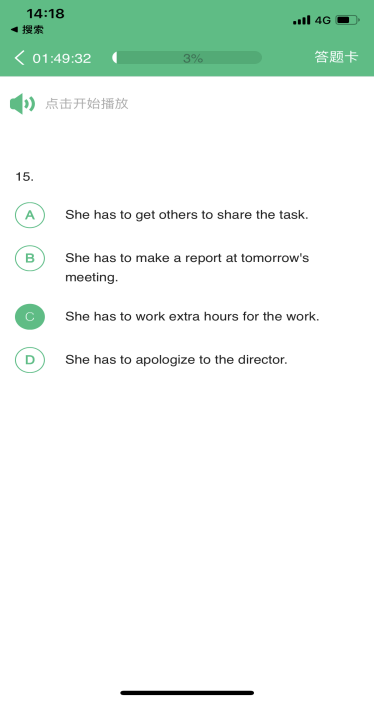 14:18
4G
◀ 搜索
01:49:32
3%
答题卡
点击开始播放
15.
A
She has to get others to share the task.
B
She has to make a report at tomorrow's
meeting.
C
She has to work extra hours for the work.
D
She has to apologize to the director.